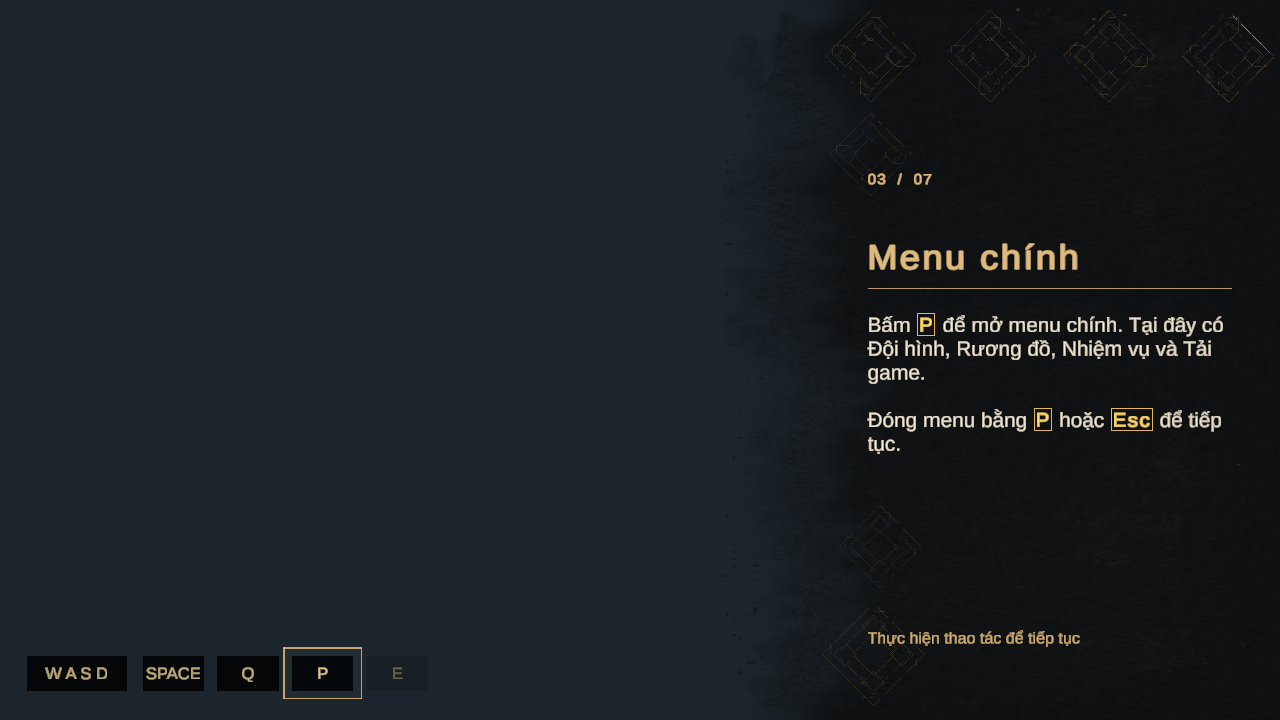 03 / 07
Menu chính
Bấm P để mở menu chính. Tại đây có
Đội hình, Rương đồ, Nhiệm vụ và Tải
game.
Đóng menu bằng P hoặc Esc để tiếp
tục.
Thực hiện thao tác để tiếp tục
WASD SPACE Q P E